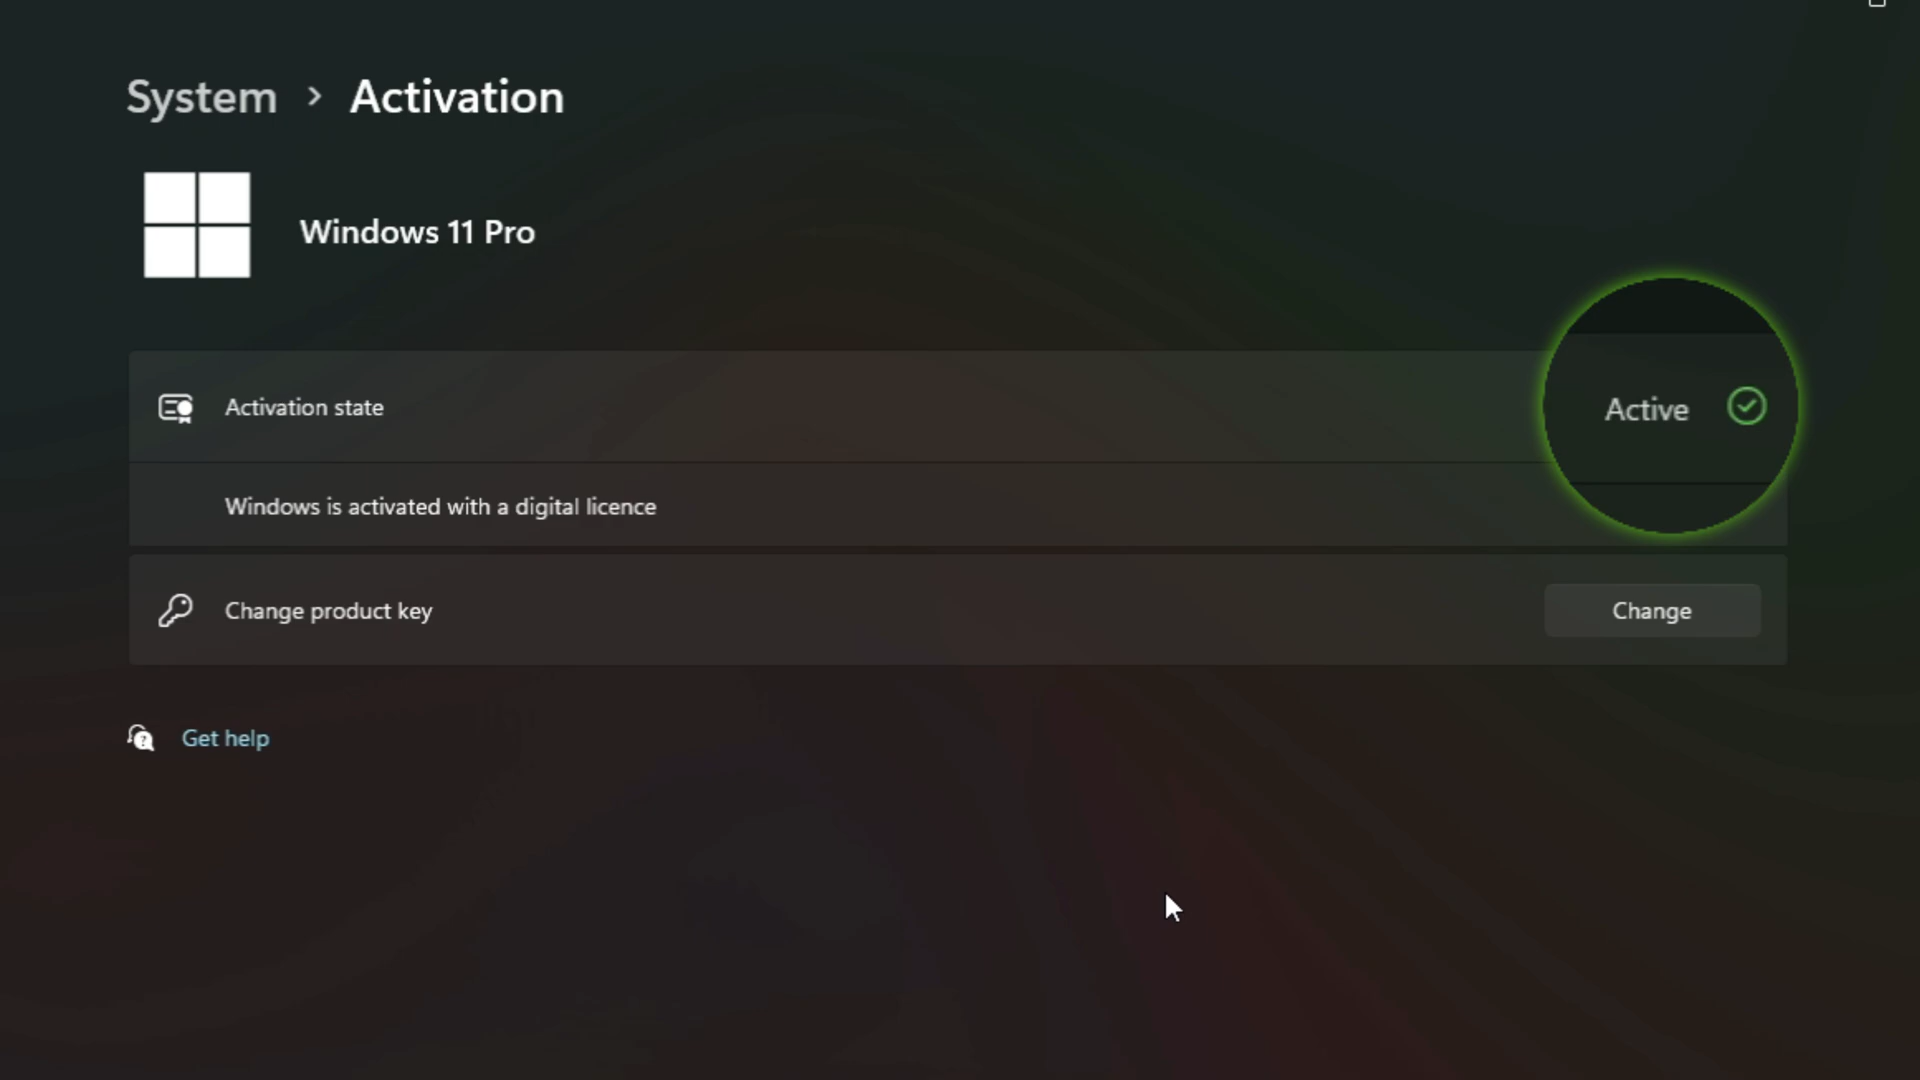 System > Activation
Windows 11 Pro
Activation state
Active
Windows is activated with a digital licence
Change product key
Change
Get help